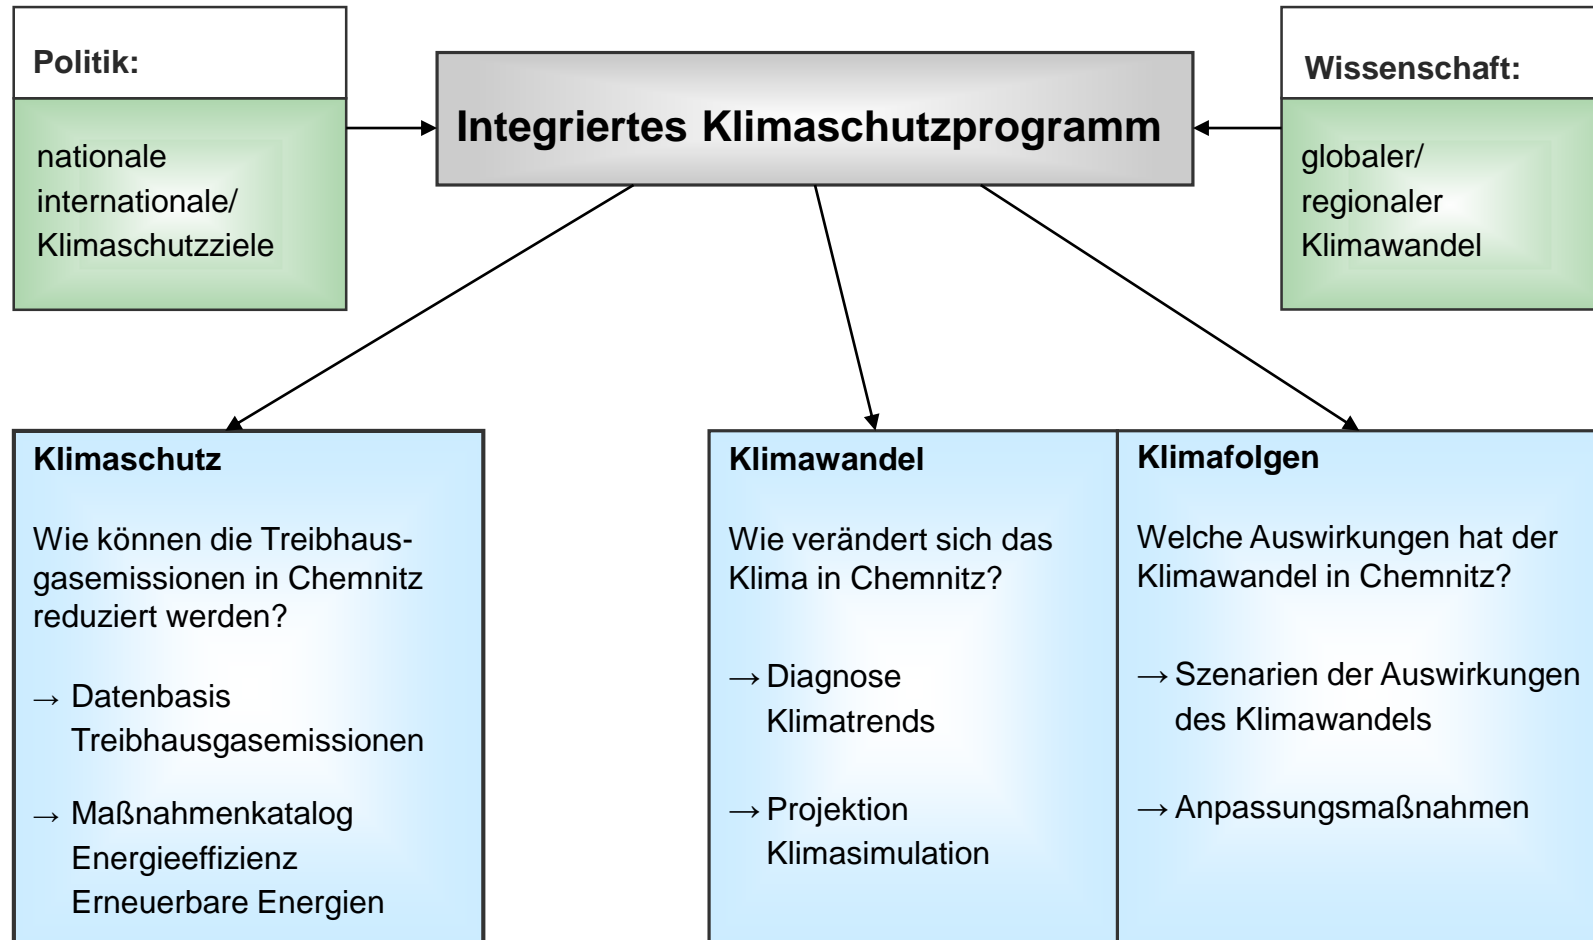 Politik:
nationale
internationale/
Klimaschutzziele
Integriertes Klimaschutzprogramm
Wissenschaft:
globaler/
regionaler
Klimawandel
Klimaschutz
Wie können die Treibhaus-
gasemissionen in Chemnitz
reduziert werden?
→ Datenbasis
Treibhausgasemissionen
→ Maßnahmenkatalog
Energieeffizienz
Erneuerbare Energien
Klimawandel
Wie verändert sich das
Klima in Chemnitz?
→ Diagnose
Klimatrends
→ Projektion
Klimasimulation
Klimafolgen
Welche Auswirkungen hat der
Klimawandel in Chemnitz?
→ Szenarien der Auswirkungen
des Klimawandels
→ Anpassungsmaßnahmen